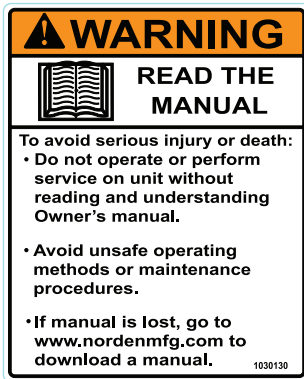 WARNING
READ THE
MANUAL
To avoid serious injury or death:
• Do not operate or perform
service on unit without
reading and understanding
Owner's manual.
• Avoid unsafe operating
methods or maintenance
procedures.
• If manual is lost, go to
www.nordenmfg.com to
download a manual.
1030130